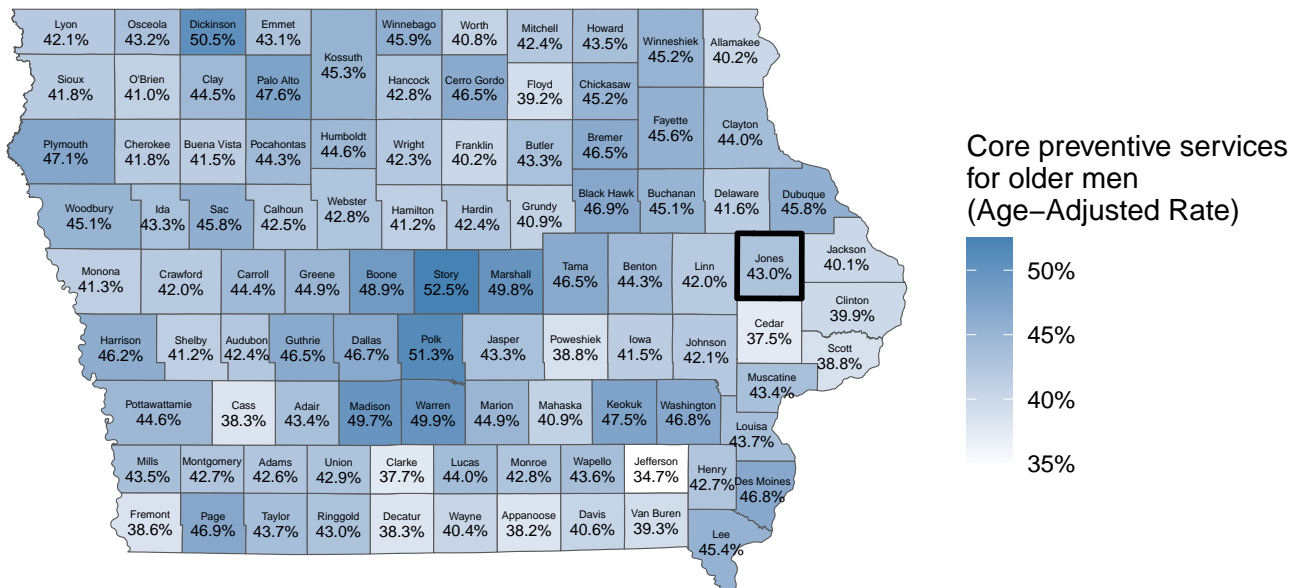 Lyon
42.1%
Osceola
43.2%
Dickinson
50.5%
Emmet
43.1%
Kossuth
45.3%
Winnebago
45.9%
Worth
40.8%
Mitchell
42.4%
Howard
43.5%
Winneshiek
45.2%
Allamakee
40.2%
Sioux
41.8%
O'Brien
41.0%
Clay
44.5%
Palo Alto
47.6%
Hancock
42.8%
Cerro Gordo
46.5%
Floyd
39.2%
Chickasaw
45.2%
Plymouth
47.1%
Cherokee
41.8%
Buena Vista
41.5%
Pocahontas
44.3%
Humboldt
44.6%
Wright
42.3%
Franklin
40.2%
Butler
43.3%
Bremer
46.5%
Fayette
45.6%
Clayton
44.0%
Woodbury
45.1%
Ida
43.3%
Sac
45.8%
Calhoun
42.5%
Webster
42.8%
Hamilton
41.2%
Hardin
42.4%
Grundy
40.9%
Black Hawk
46.9%
Buchanan
45.1%
Delaware
41.6%
Dubuque
45.8%
Monona
41.3%
Crawford
42.0%
Carroll
44.4%
Greene
44.9%
Boone
48.9%
Story
52.5%
Marshall
49.8%
Tama
46.5%
Benton
44.3%
Linn
42.0%
Jones
43.0%
Jackson
40.1%
Clinton
39.9%
Harrison
46.2%
Shelby
41.2%
Audubon
42.4%
Guthrie
46.5%
Dallas
46.7%
Polk
51.3%
Jasper
43.3%
Poweshiek
38.8%
Iowa
41.5%
Johnson
42.1%
Cedar
37.5%
Scott
38.8%
Muscatine
43.4%
Pottawattamie
44.6%
Cass
38.3%
Adair
43.4%
Madison
49.7%
Warren
49.9%
Marion
44.9%
Mahaska
40.9%
Keokuk
47.5%
Washington
46.8%
Louisa
43.7%
Mills
43.5%
Montgomery
42.7%
Adams
42.6%
Union
42.9%
Clarke
37.7%
Lucas
44.0%
Monroe
42.8%
Wapello
43.6%
Jefferson
34.7%
Henry
42.7%
Des Moines
46.8%
Fremont
38.6%
Page
46.9%
Taylor
43.7%
Ringgold
43.0%
Decatur
38.3%
Wayne
40.4%
Appanoose
38.2%
Davis
40.6%
Van Buren
39.3%
Lee
45.4%
Core preventive services
for older men
(Age−Adjusted Rate)
50%
45%
40%
35%